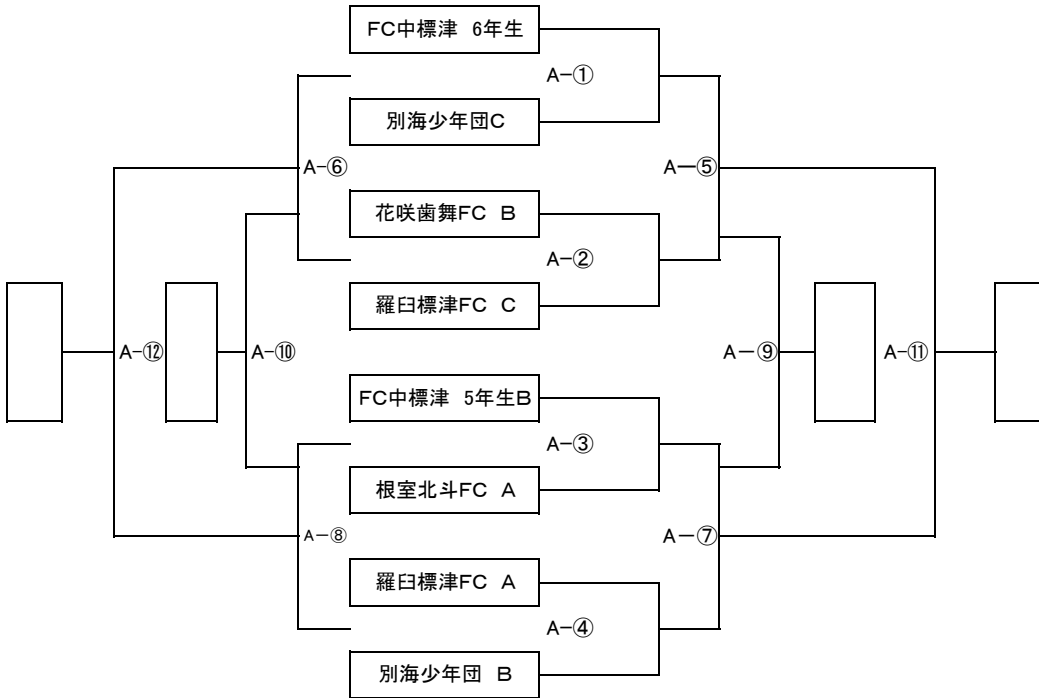 FC中標津 6年生
A-①
別海少年団C
A-⑥
A-⑤
花咲歯舞FC B
A-②
羅臼標津FC C
A-⑫
A-⑩
A-⑨
A-⑪
FC中標津 5年生B
A-③
根室北斗FC A
A-⑧
A-⑦
羅臼標津FC A
A-④
別海少年団 B